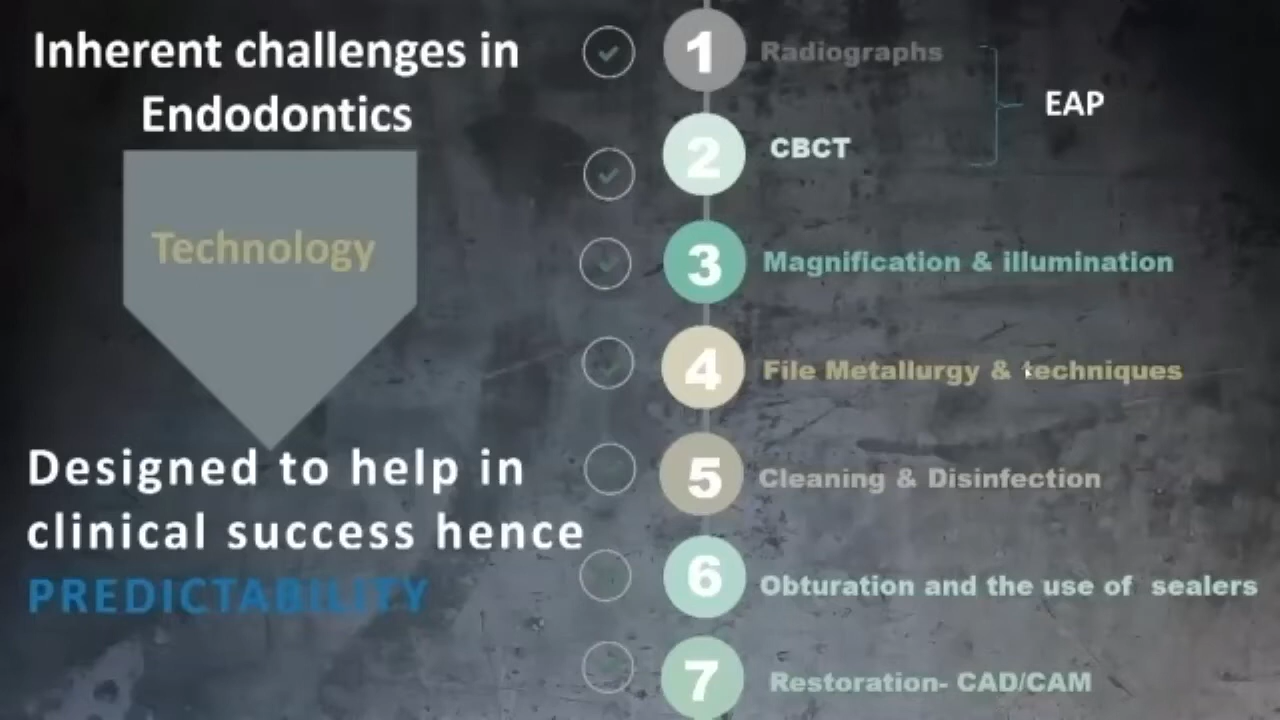 Inherent challenges in
Endodontics
Technology
Designed to help in
clinical success hence
PREDICTABILITY
1 Radiographs
EAP
2 CBCT
3 Magnification & illumination
4 File Metallurgy & techniques
5 Cleaning & Disinfection
6 Obturation and the use of sealers
7 Restoration- CAD/CAM